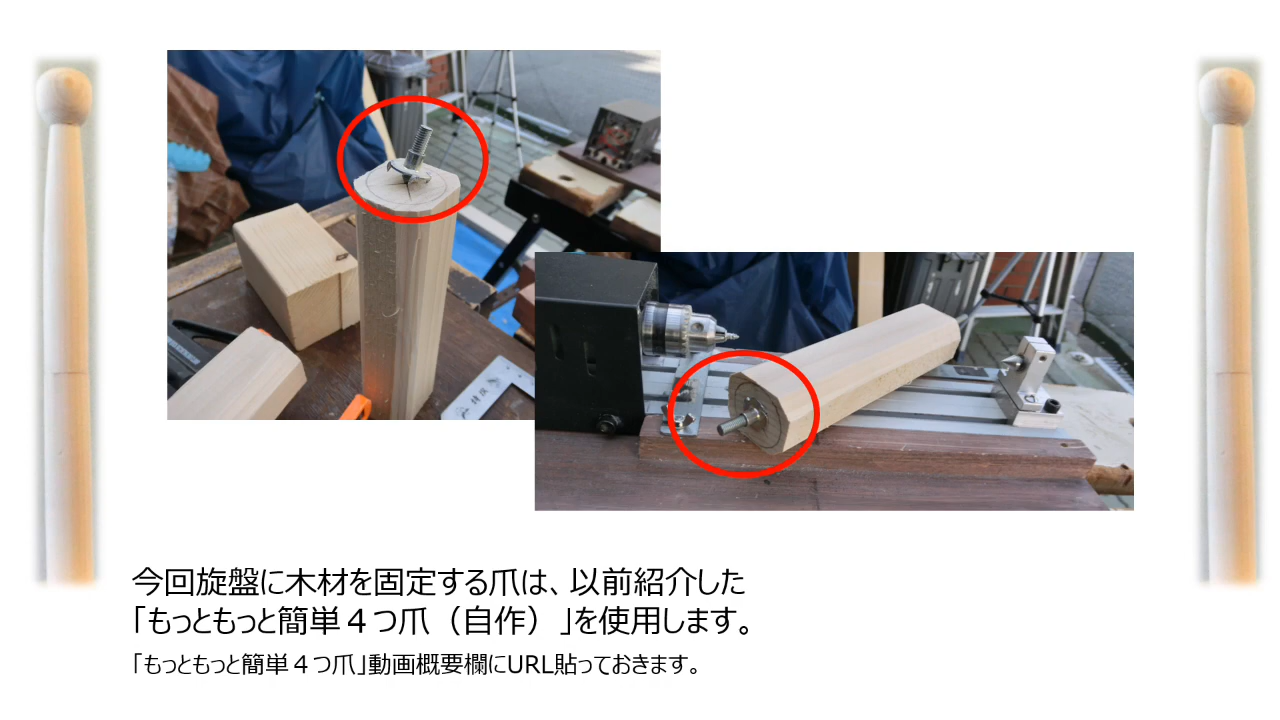 今回旋盤に木材を固定する爪は、以前紹介した
「もっともっと簡単４つ爪（自作）」を使用します。
「もっともっと簡単４つ爪」動画概要欄にURL貼っておきます。